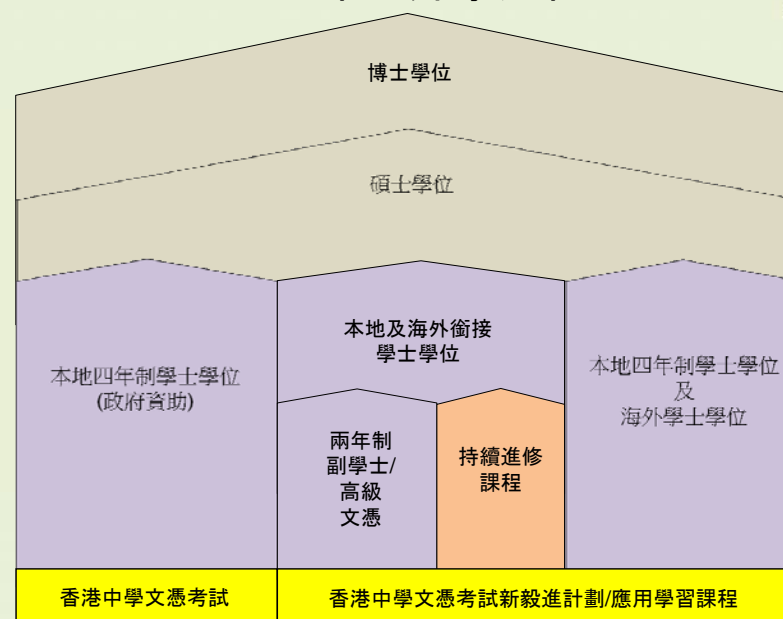 博士學位
碩士學位
本地及海外銜接
學士學位
本地四年制學士學位
(政府資助)
本地四年制學士學位
及
海外學士學位
兩年制
副學士/
高級
文憑
持續進修
課程
香港中學文憑考試
香港中學文憑考試新毅進計劃/應用學習課程